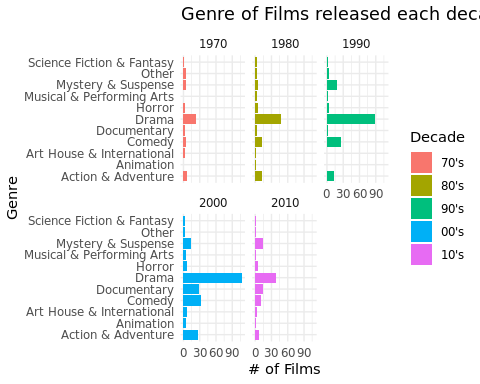 Genre of Films released each deca
1970 1980 1990
Science Fiction & Fantasy
Other
Mystery & Suspense
Musical & Performing Arts
Horror
Drama
Documentary
Comedy
Art House & International
Animation
Action & Adventure
0 30 60 90
2000 2010
Science Fiction & Fantasy
Other
Mystery & Suspense
Musical & Performing Arts
Horror
Drama
Documentary
Comedy
Art House & International
Animation
Action & Adventure
0 30 60 90 0 30 60 90
# of Films
Genre
Decade
70's
80's
90's
00's
10's